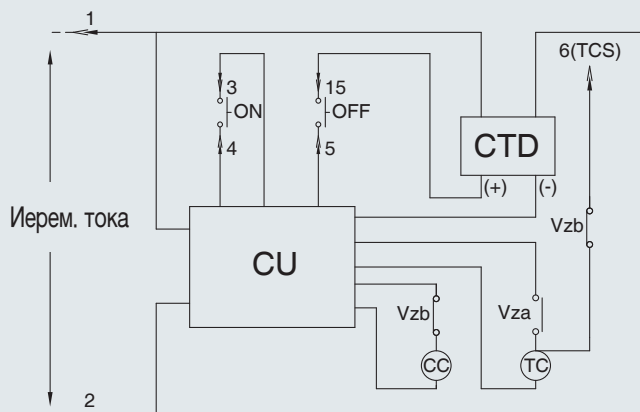 1
6(TCS)
3
15
ON
OFF
4
5
CTD
(+)
(-)
Иерем. тока
CU
Vzb
Vzb
Vza
CC
TC
2